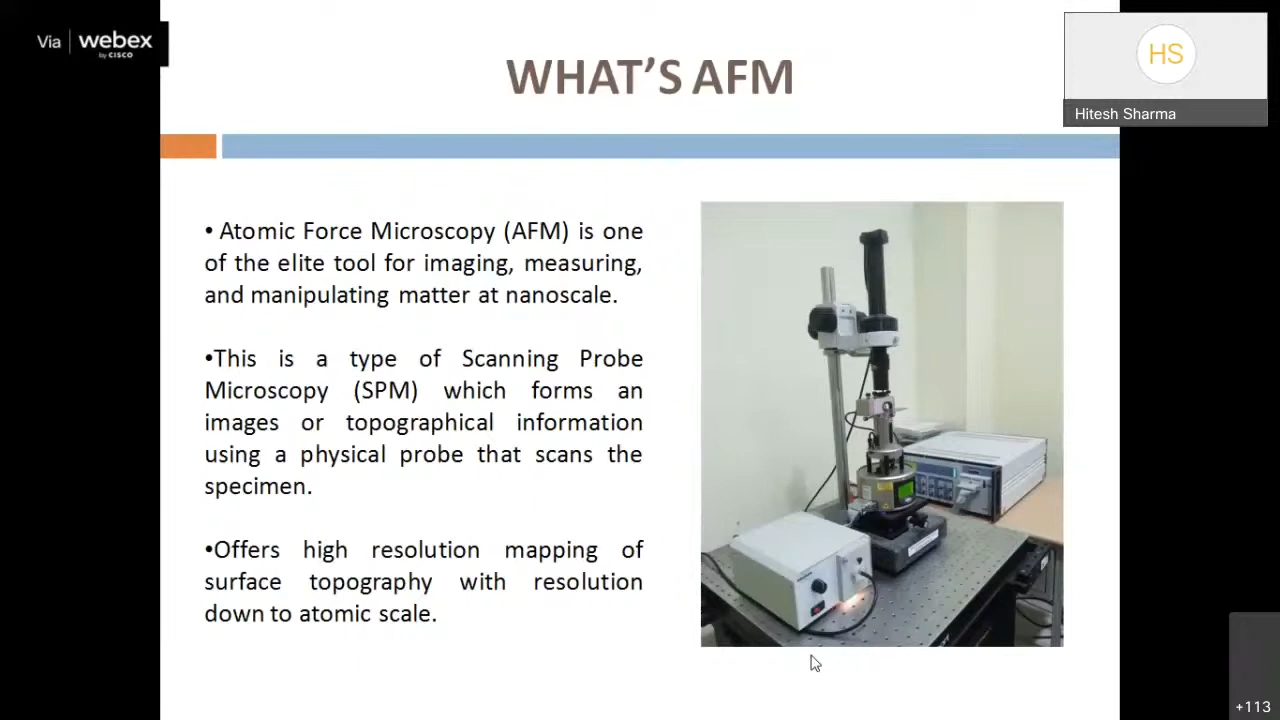 Via webex
by CISCO
WHAT'S AFM
HS
Hitesh Sharma
• Atomic Force Microscopy (AFM) is one
of the elite tool for imaging, measuring,
and manipulating matter at nanoscale.
•This is a type of Scanning Probe
Microscopy (SPM) which forms an
images or topographical information
using a physical probe that scans the
specimen.
•Offers high resolution mapping of
surface topography with resolution
down to atomic scale.
+113